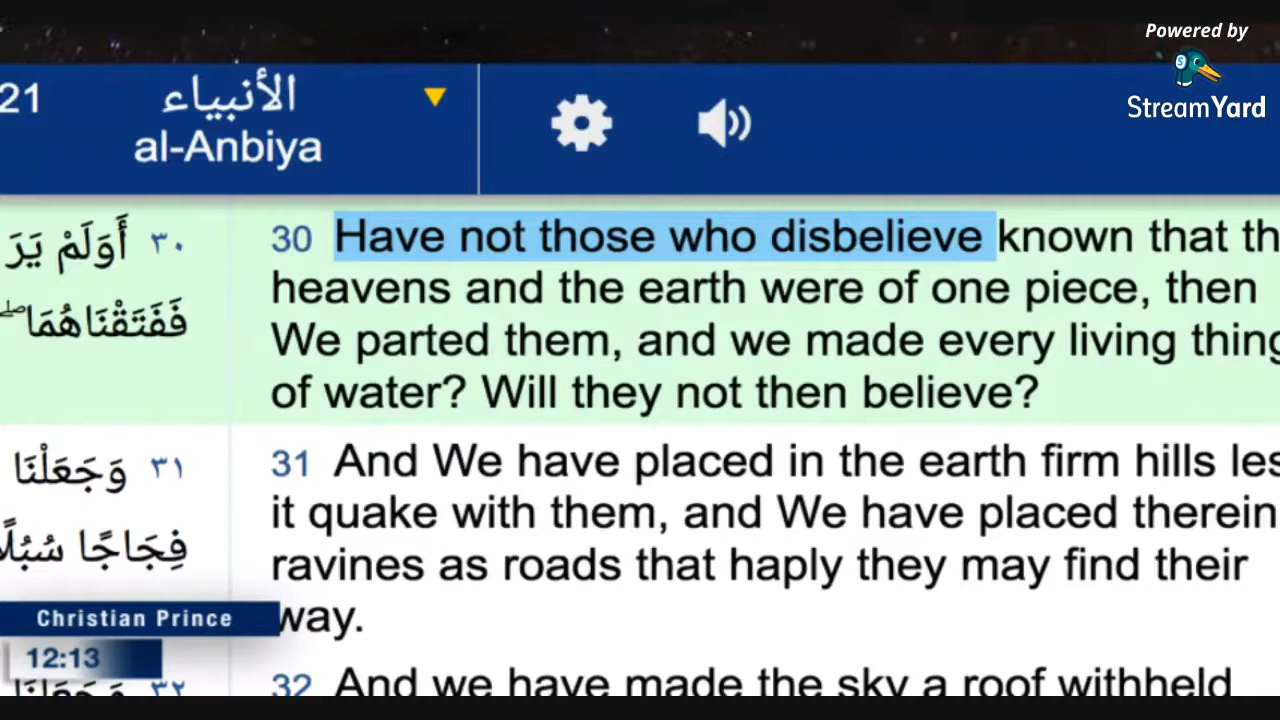 Powered by
StreamYard
21
الأنبياء
al-Anbiya
٣٠ أَوَلَمْ يَرَ
فَفَتَقْنَاهُمَا ۖ
30 Have not those who disbelieve known that th
heavens and the earth were of one piece, then
We parted them, and we made every living thing
of water? Will they not then believe?
٣١ وَجَعَلْنَا
فِجَاجًا سُبُلًا
31 And We have placed in the earth firm hills les
it quake with them, and We have placed therein
ravines as roads that haply they may find their
way.
Christian Prince
12:13
٣٢ وَجَعَلْنَا
32 And we have made the sky a roof withheld